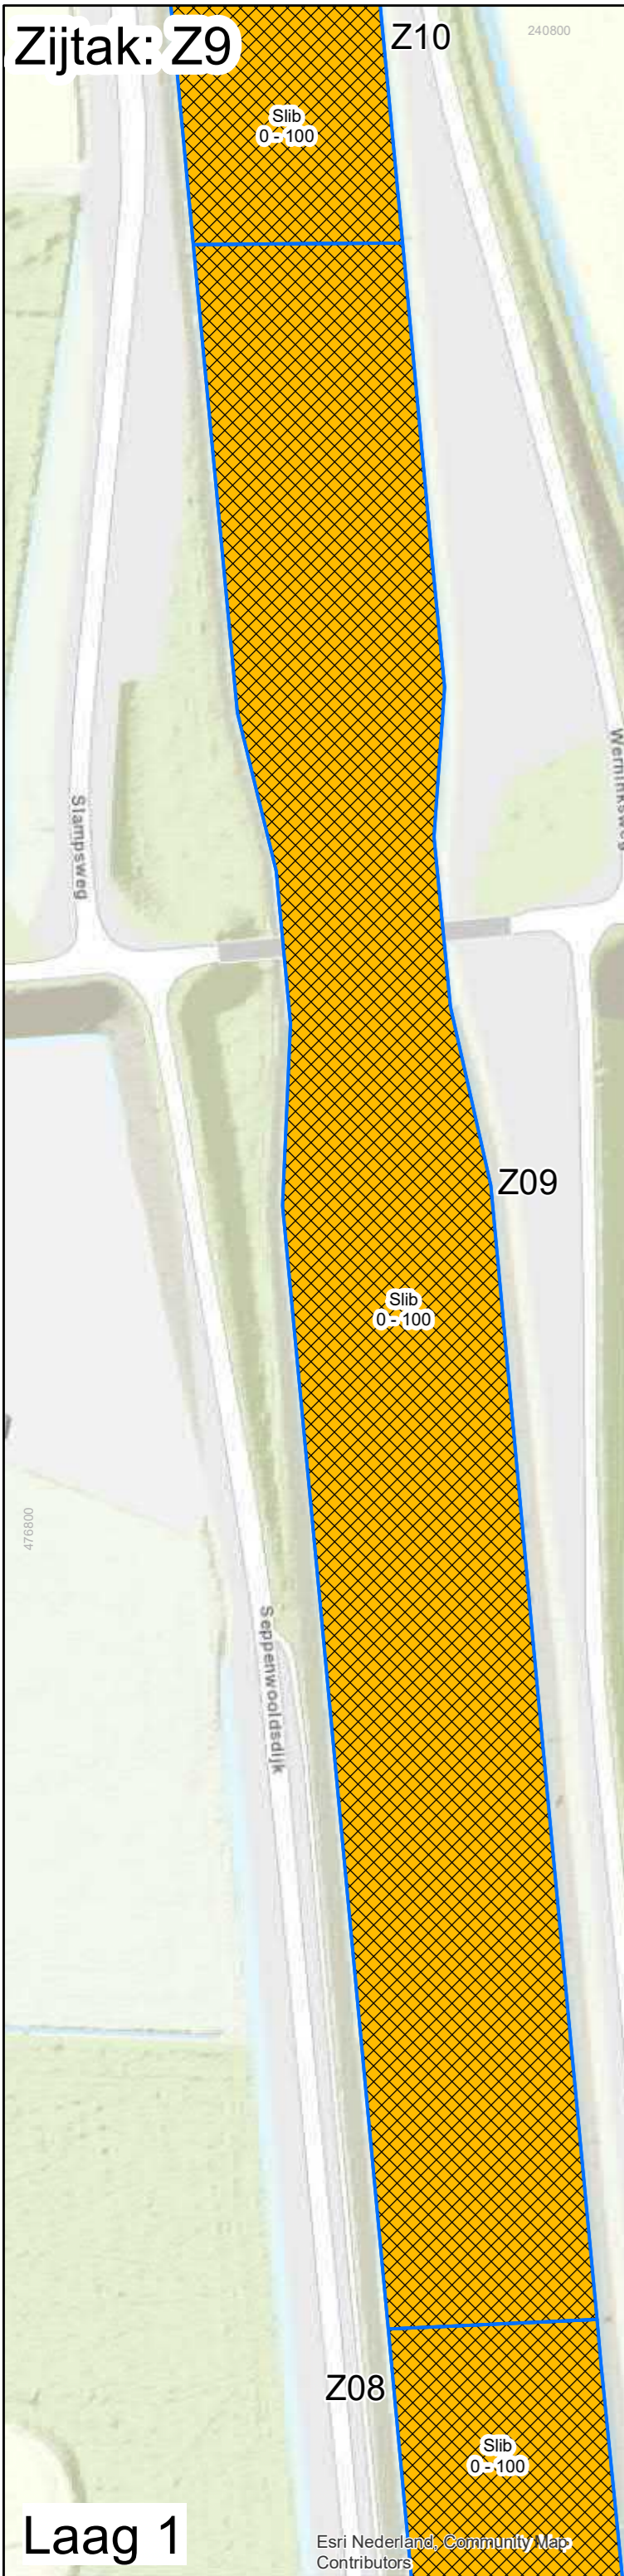 Zijtak: Z9
Z10
240800
Slib
0 - 100
Slampsweg
Werninksweg
Z09
Slib
0 - 100
476800
Seppenwooldsdijk
Z08
Slib
0 - 100
Laag 1
Esri Nederland, Community Map
Contributors